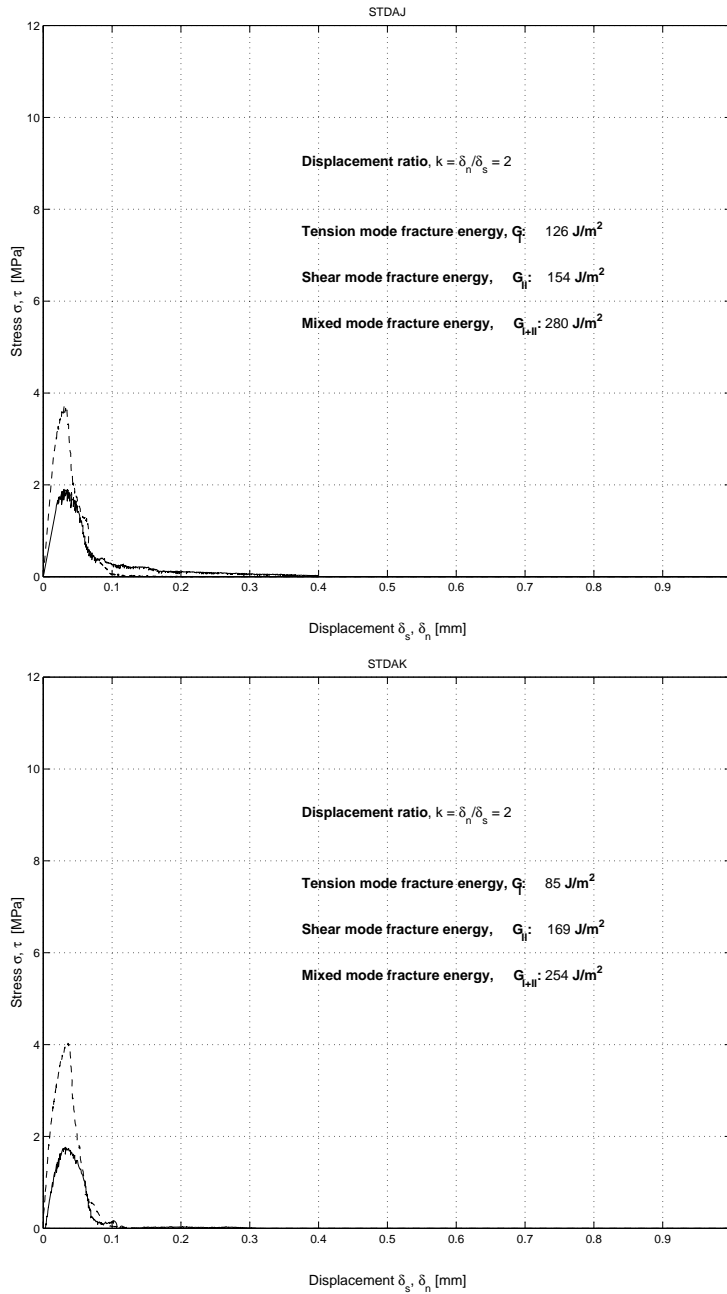 STDAJ
12
10
8
6
4
2
0
Stress σ, τ [MPa]
Displacement ratio, k = δn/δs = 2
Tension mode fracture energy, GI: 126 J/m²
Shear mode fracture energy, GII: 154 J/m²
Mixed mode fracture energy, GI+II: 280 J/m²
0 0.1 0.2 0.3 0.4 0.5 0.6 0.7 0.8 0.9
Displacement δs, δn [mm]
STDAK
12
10
8
6
4
2
0
Stress σ, τ [MPa]
Displacement ratio, k = δn/δs = 2
Tension mode fracture energy, GI: 85 J/m²
Shear mode fracture energy, GII: 169 J/m²
Mixed mode fracture energy, GI+II: 254 J/m²
0 0.1 0.2 0.3 0.4 0.5 0.6 0.7 0.8 0.9
Displacement δs, δn [mm]